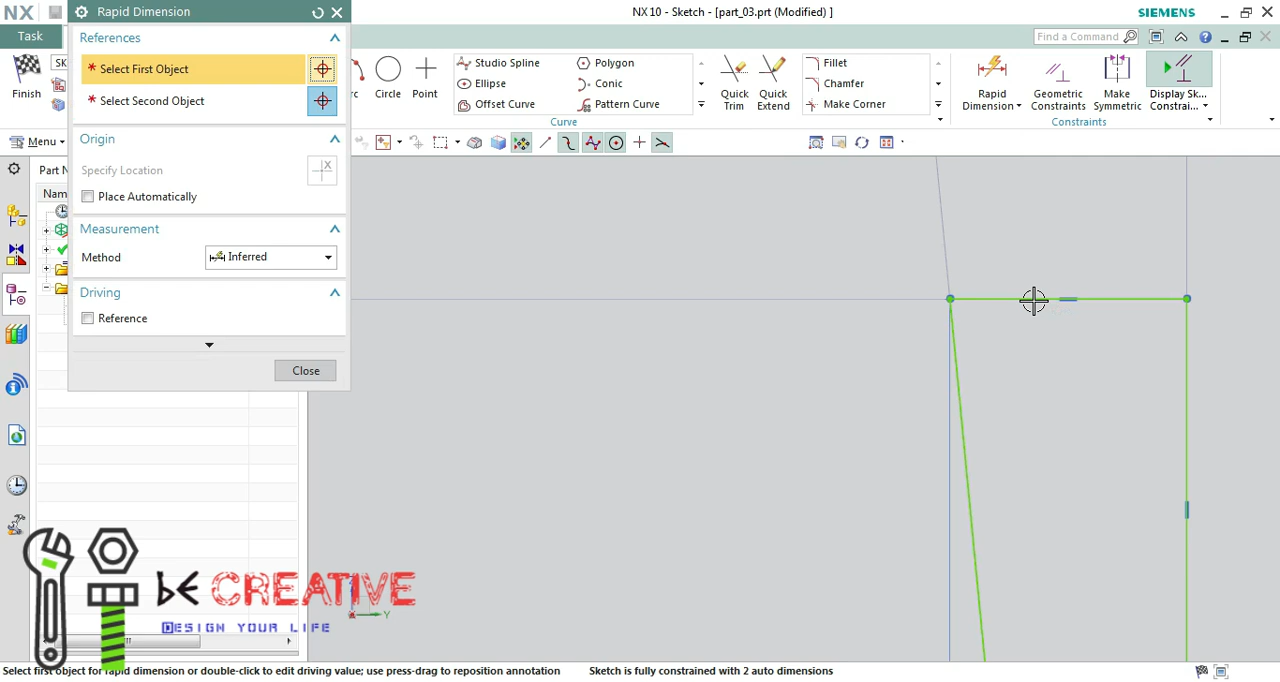 NX
Rapid Dimension
NX 10 - Sketch - [part_03.prt (Modified) ]
SIEMENS
Task
References
Find a Command
* Select First Object
* Select Second Object
Finish
SK
rc
Circle
Point
Studio Spline
Ellipse
Offset Curve
Polygon
Conic
Pattern Curve
Quick Trim
Quick Extend
Fillet
Chamfer
Make Corner
Rapid Dimension
Geometric Constraints
Make Symmetric
Display Sk... Constrai...
Curve
Constraints
Menu
Origin
Specify Location
Place Automatically
Part N
Nam
Measurement
Method
Inferred
Driving
Reference
Close
bE CREATIVE
DESIGN YOUR LIFE
Y
Select first object for rapid dimension or double-click to edit driving value; use press-drag to reposition annotation
Sketch is fully constrained with 2 auto dimensions